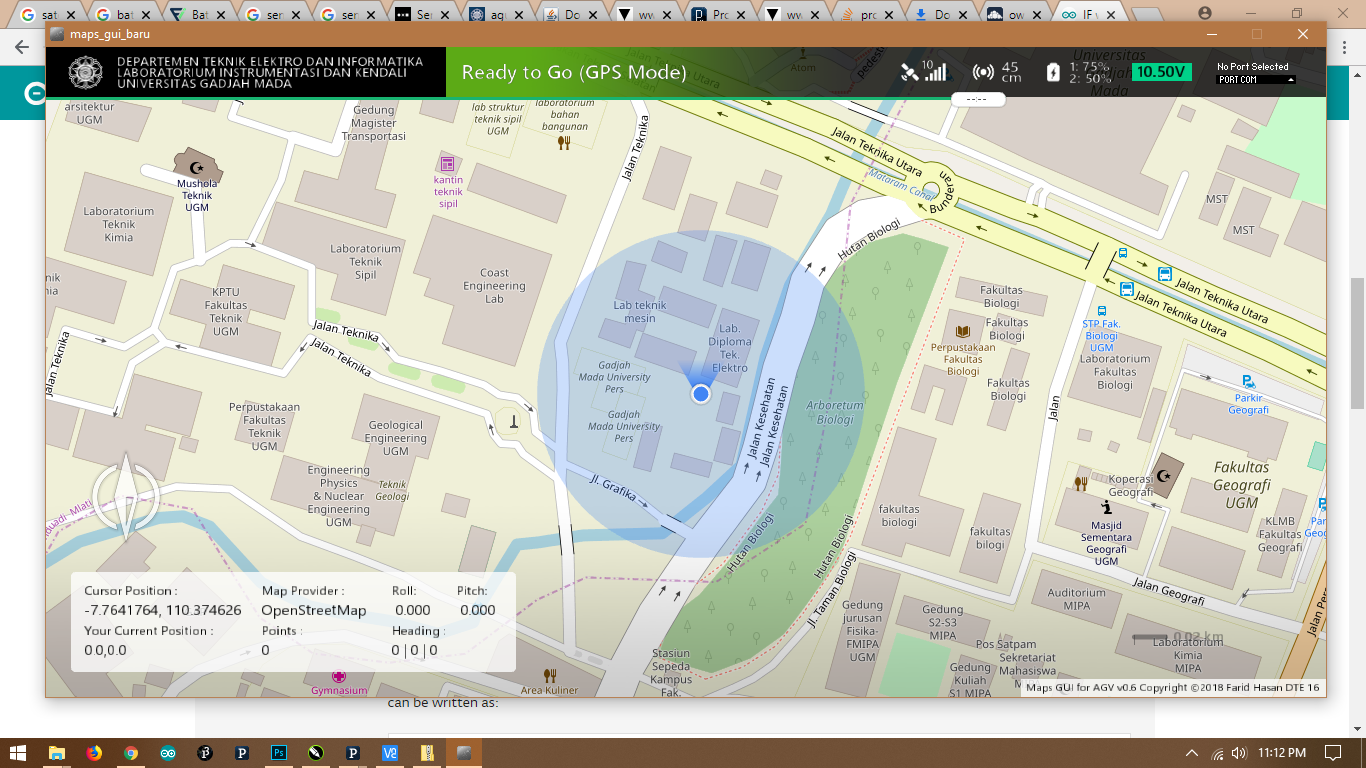 sat
bat
Bat
ser
ser
Se
aq
Do
ww
Pro
ww
pro
Do
ow
IF v
maps_gui_baru
DEPARTEMEN TEKNIK ELEKTRO DAN INFORMATIKA
LABORATORIUM INSTRUMENTASI DAN KENDALI
UNIVERSITAS GADJAH MADA
Ready to Go (GPS Mode)
10
45
cm
1: 75%
2: 50%
10.50V
No Port Selected
PORT COM
--:--
Atom
pedes
Universitas
Gadjah
Mada
Jalan Teknika Utara
arsitektur
UGM
Gedung
Magister
Transportasi
lab struktur
teknik sipil
UGM
laboratorium
bahan
bangunan
Jalan Teknika
Jalan Teknika Utara
Mataram Canal
Bunderan
Mushola
Teknik
UGM
kantin
teknik
sipil
Laboratorium
Teknik
Kimia
Laboratorium
Teknik
Sipil
Coast
Engineering
Lab
Hutan Biologi
MST
MST
KPTU
Fakultas
Teknik
UGM
Lab teknik
mesin
Lab.
Diploma
Tek.
Elektro
Fakultas
Biologi
Fakultas
Biologi
Jalan Teknika Utara
Jalan Teknika Utara
STP Fak.
Biologi
UGM
Perpustakaan
Fakultas
Biologi
Laboratorium
Fakultas
Biologi
Jalan Teknika
Jalan Teknika
Jalan Teknika
Gadjah
Mada University
Pers
Gadjah
Mada University
Pers
Fakultas
Biologi
Parkir
Geografi
Jalan
Jalan Kesehatan
Jalan Kesehatan
Arboretum
Biologi
Perpustakaan
Fakultas
Teknik
UGM
Geological
Engineering
UGM
Engineering
Physics
& Nuclear
Engineering
UGM
Teknik
Geologi
Jl. Grafika
Koperasi
Geografi
Fakultas
Geografi
UGM
Masjid
Sementara
Geografi
UGM
KLMB
Fakultas
Geografi
fakultas
biologi
fakultas
bilogi
Hutan Biologi
Hutan Biologi
Jl. Taman Biologi
Jalan Geografi
Auditorium
MIPA
Gedung
jurusan
Fisika-
FMIPA
UGM
Gedung
S2-S3
MIPA
Pos Satpam
Sekretariat
Mahasiswa
Gedung
Kuliah
S1 MIPA
Laboratorium
Kimia
MIPA
0.02 km
Stasiun
Sepeda
Kampus
Fak.
Area Kuliner
Gymnasium
Cursor Position :
-7.7641764, 110.374626
Map Provider :
OpenStreetMap
Roll:
0.000
Pitch:
0.000
Your Current Position :
0.0,0.0
Points :
0
Heading :
0 | 0 | 0
Maps GUI for AGV v0.6 Copyright ©2018 Farid Hasan DTE 16
can be written as:
11:12 PM